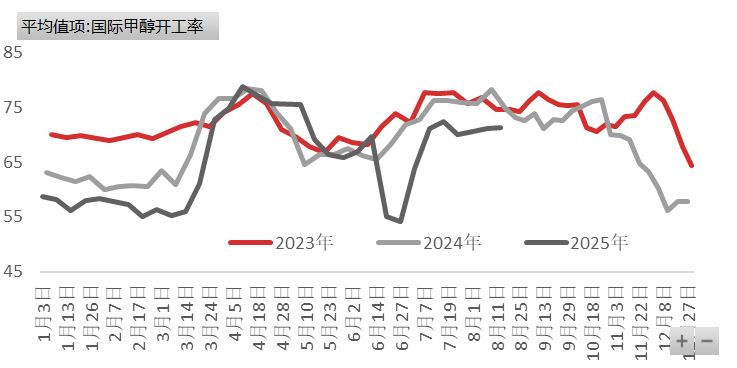 平均值项:国际甲醇开工率
85
75
65
55
45
2023年
2024年
2025年
1月3日
1月13日
1月26日
2月7日
2月17日
3月1日
3月14日
3月24日
4月5日
4月18日
4月28日
5月10日
5月23日
6月2日
6月14日
6月27日
7月7日
7月19日
8月1日
8月11日
8月25日
9月6日
9月19日
9月29日
10月18日
11月3日
11月22日
12月8日